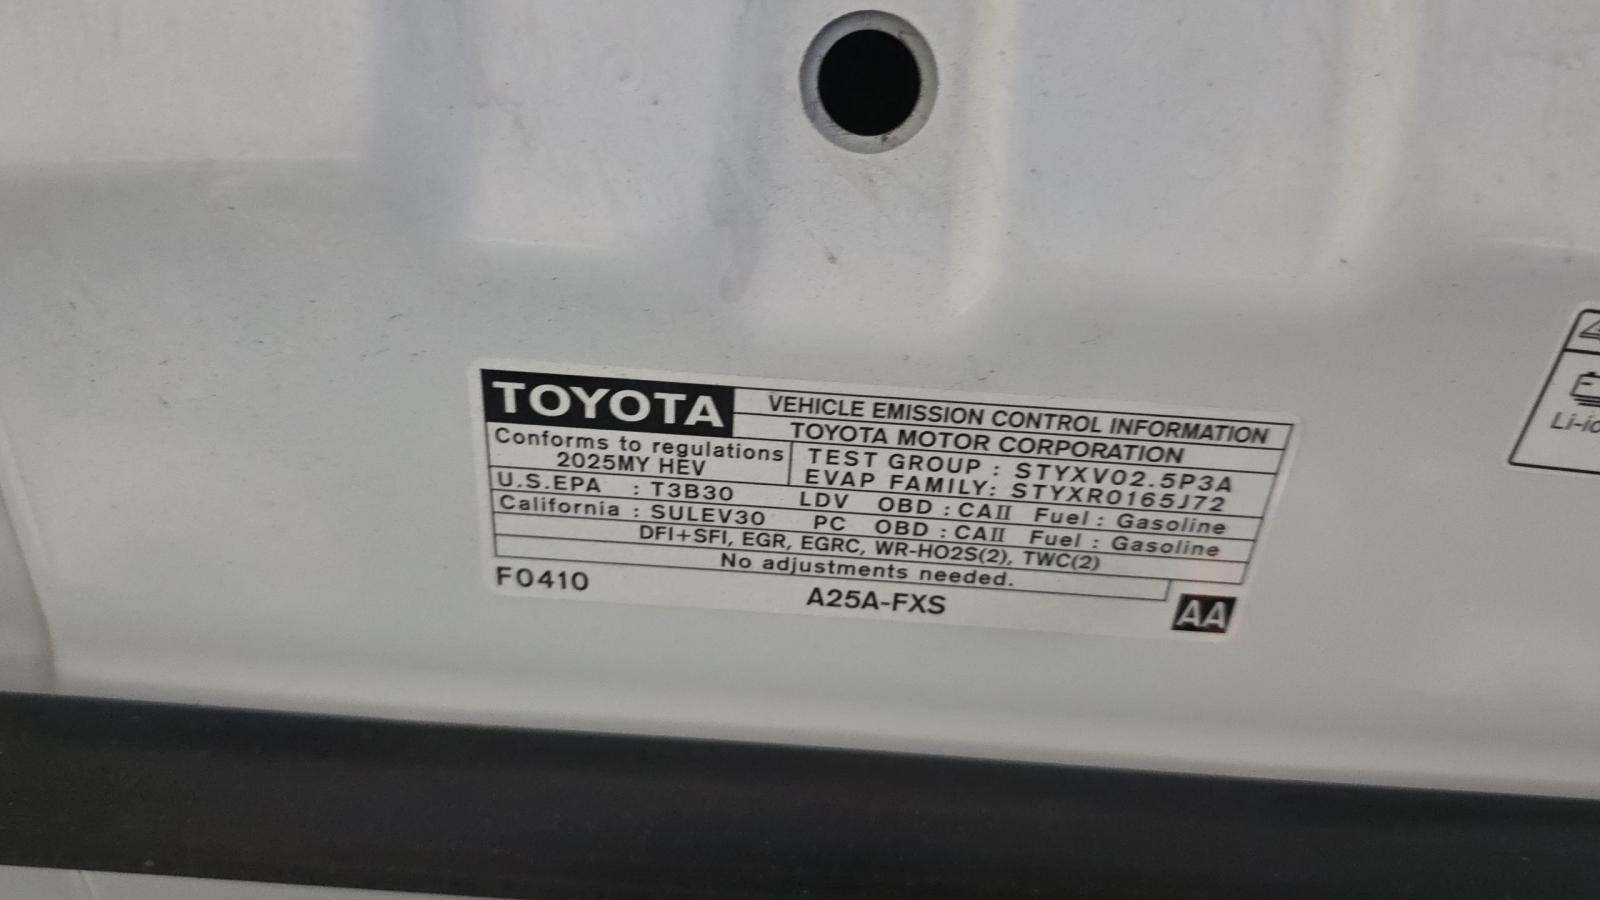 TOYOTA VEHICLE EMISSION CONTROL INFORMATION
TOYOTA MOTOR CORPORATION
Conforms to regulations
2025MY HEV
TEST GROUP : STYXV02.5P3A
EVAP FAMILY: STYXR0165J72
U.S.EPA : T3B30 LDV OBD : CAII Fuel : Gasoline
California : SULEV30 PC OBD : CAII Fuel : Gasoline
DFI+SFI, EGR, EGRC, WR-HO2S(2), TWC(2)
No adjustments needed.
F0410 A25A-FXS AA